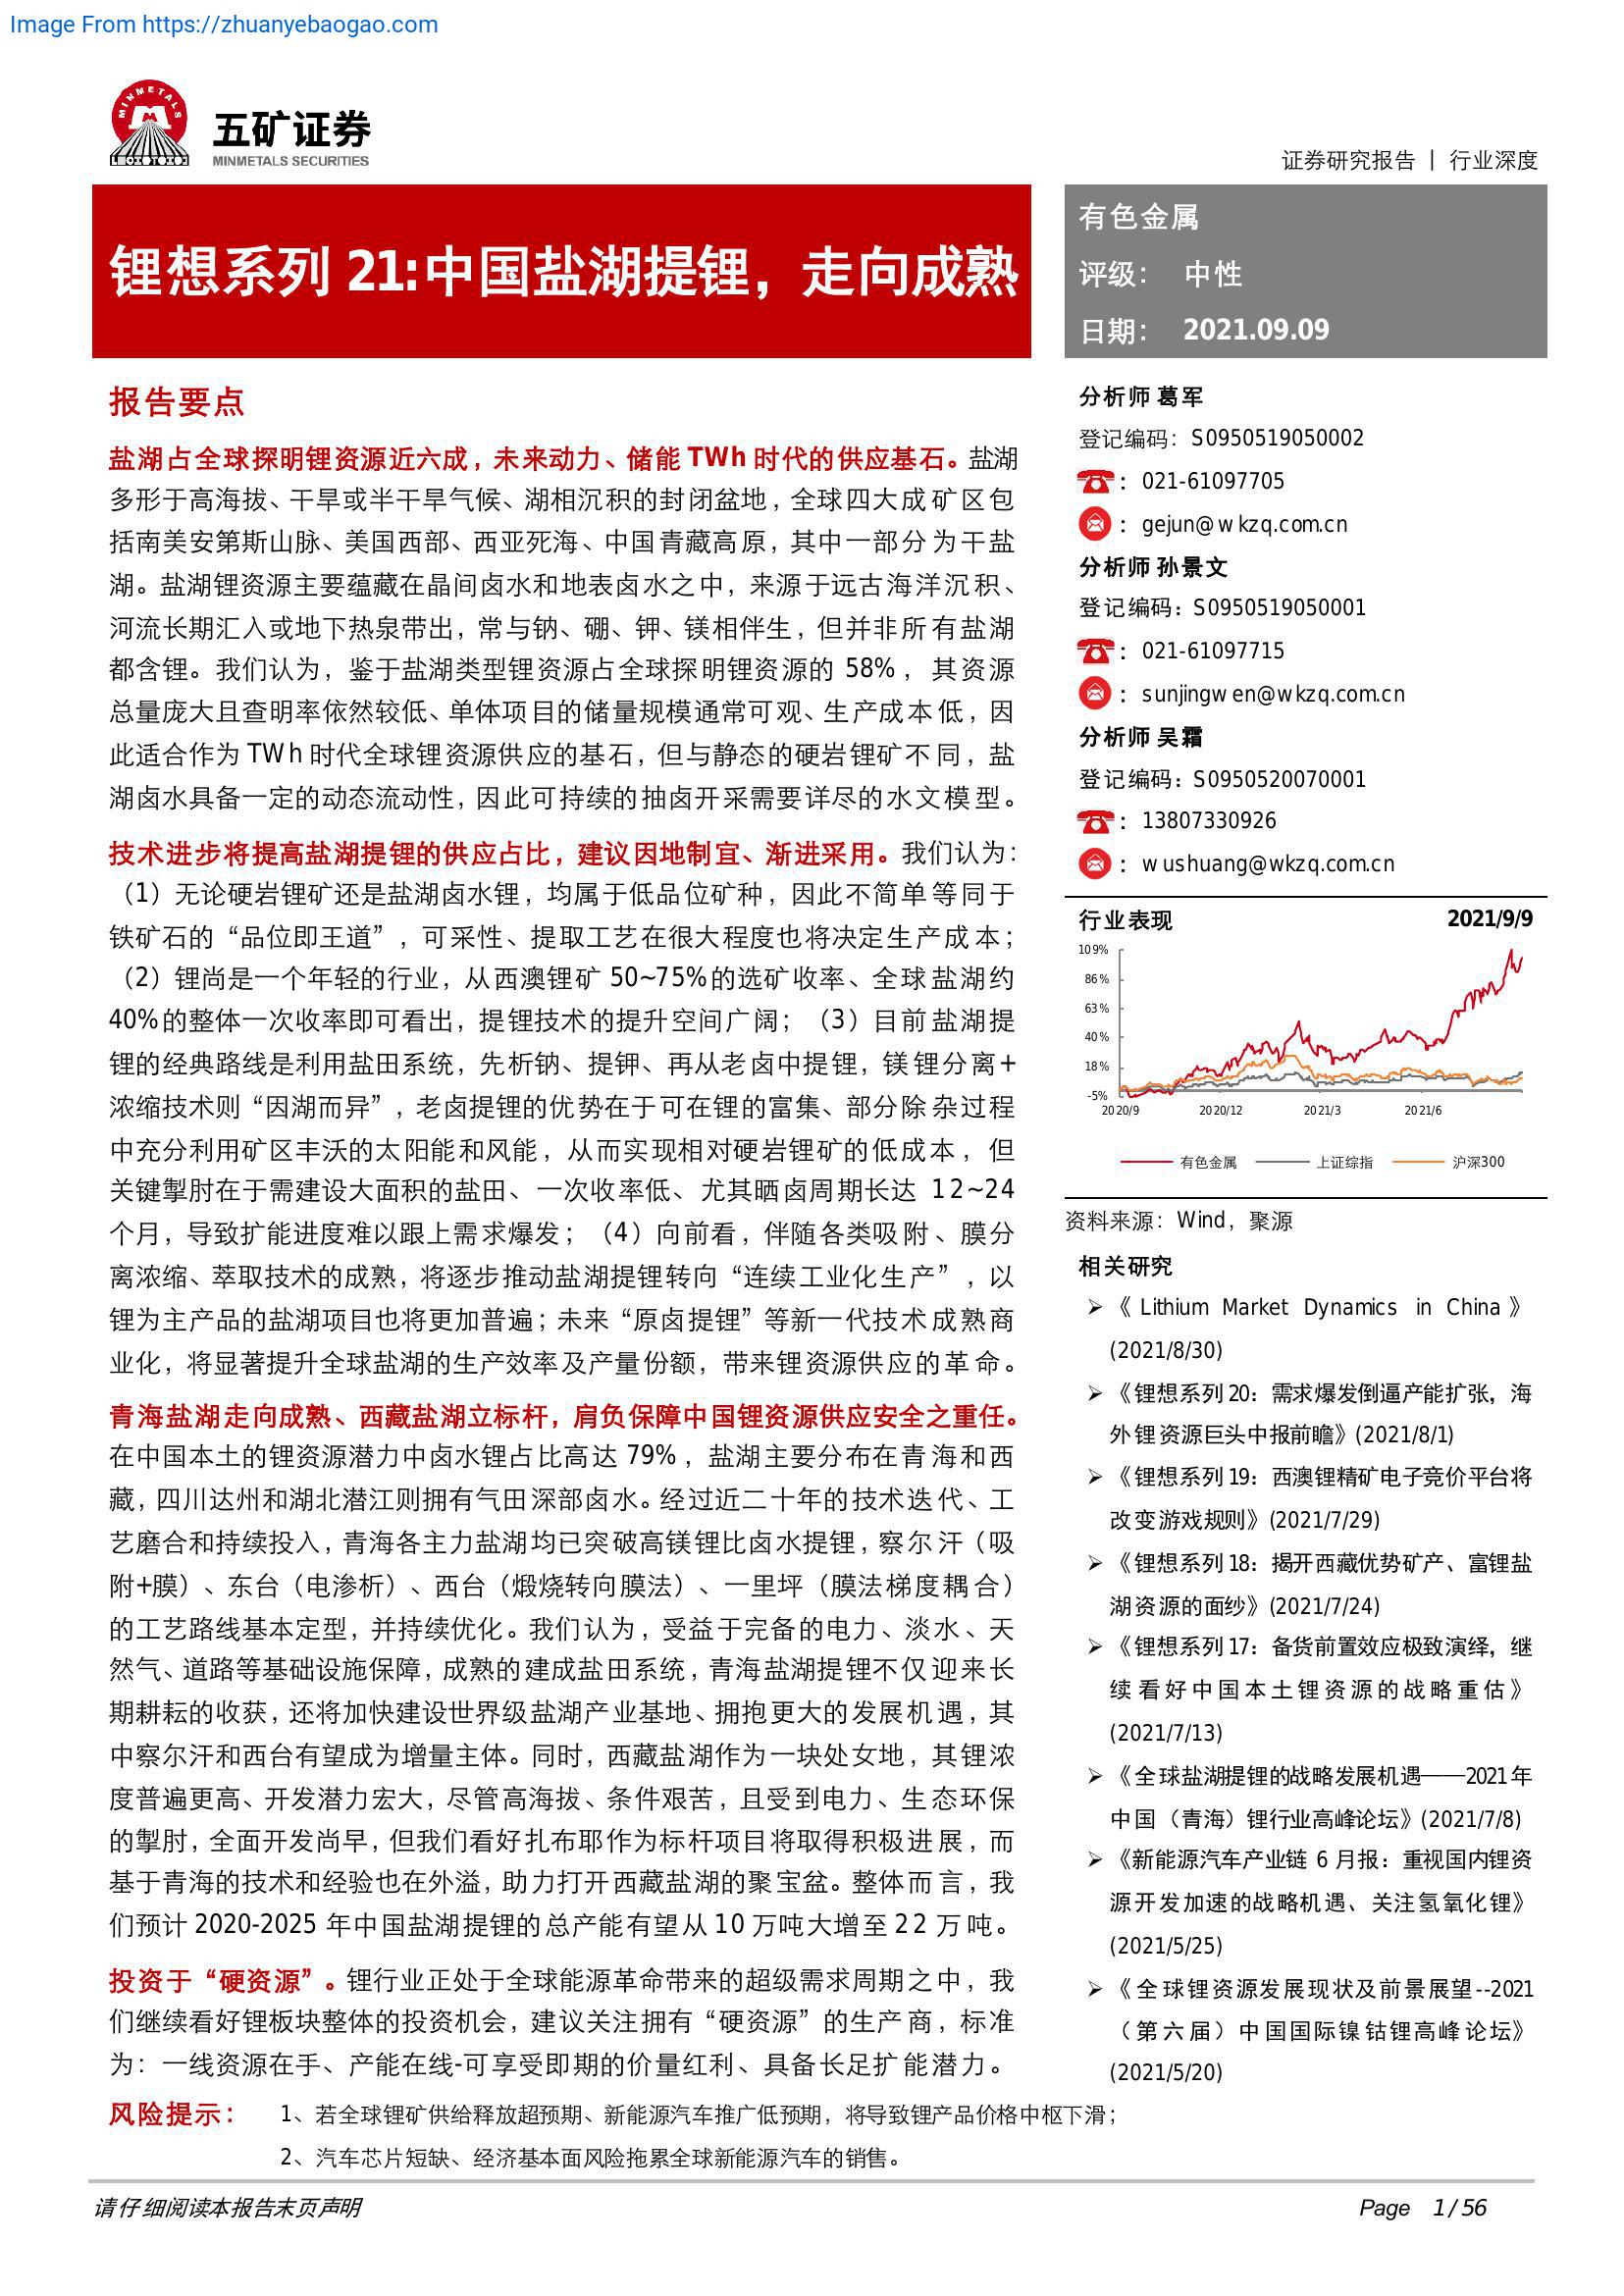 Image From https://zhuanyebaogao.com
MINMETALS
五矿证券
MINMETALS SECURITIES
证券研究报告 | 行业深度
锂想系列 21:中国盐湖提锂，走向成熟
有色金属
评级： 中性
日期： 2021.09.09
报告要点
盐湖占全球探明锂资源近六成，未来动力、储能 TWh 时代的供应基石。盐湖
多形于高海拔、干旱或半干旱气候、湖相沉积的封闭盆地，全球四大成矿区包
括南美安第斯山脉、美国西部、西亚死海、中国青藏高原，其中一部分为干盐
湖。盐湖锂资源主要蕴藏在晶间卤水和地表卤水之中，来源于远古海洋沉积、
河流长期汇入或地下热泉带出，常与钠、硼、钾、镁相伴生，但并非所有盐湖
都含锂。我们认为，鉴于盐湖类型锂资源占全球探明锂资源的 58%，其资源
总量庞大且查明率依然较低、单体项目的储量规模通常可观、生产成本低，因
此适合作为 TWh 时代全球锂资源供应的基石，但与静态的硬岩锂矿不同，盐
湖卤水具备一定的动态流动性，因此可持续的抽卤开采需要详尽的水文模型。
技术进步将提高盐湖提锂的供应占比，建议因地制宜、渐进采用。我们认为：
（1）无论硬岩锂矿还是盐湖卤水锂，均属于低品位矿种，因此不简单等同于
铁矿石的“品位即王道”，可采性、提取工艺在很大程度也将决定生产成本；
（2）锂尚是一个年轻的行业，从西澳锂矿 50~75%的选矿收率、全球盐湖约
40%的整体一次收率即可看出，提锂技术的提升空间广阔；（3）目前盐湖提
锂的经典路线是利用盐田系统，先析钠、提钾、再从老卤中提锂，镁锂分离+
浓缩技术则“因湖而异”，老卤提锂的优势在于可在锂的富集、部分除杂过程
中充分利用矿区丰沃的太阳能和风能，从而实现相对硬岩锂矿的低成本，但
关键掣肘在于需建设大面积的盐田、一次收率低、尤其晒卤周期长达 12~24
个月，导致扩能进度难以跟上需求爆发；（4）向前看，伴随各类吸附、膜分
离浓缩、萃取技术的成熟，将逐步推动盐湖提锂转向“连续工业化生产”，以
锂为主产品的盐湖项目也将更加普遍；未来“原卤提锂”等新一代技术成熟商
业化，将显著提升全球盐湖的生产效率及产量份额，带来锂资源供应的革命。
青海盐湖走向成熟、西藏盐湖立标杆，肩负保障中国锂资源供应安全之重任。
在中国本土的锂资源潜力中卤水锂占比高达 79%，盐湖主要分布在青海和西
藏，四川达州和湖北潜江则拥有气田深部卤水。经过近二十年的技术迭代、工
艺磨合和持续投入，青海各主力盐湖均已突破高镁锂比卤水提锂，察尔汗（吸
附+膜）、东台（电渗析）、西台（煅烧转向膜法）、一里坪（膜法梯度耦合）
的工艺路线基本定型，并持续优化。我们认为，受益于完备的电力、淡水、天
然气、道路等基础设施保障，成熟的建成盐田系统，青海盐湖提锂不仅迎来长
期耕耘的收获，还将加快建设世界级盐湖产业基地、拥抱更大的发展机遇，其
中察尔汗和西台有望成为增量主体。同时，西藏盐湖作为一块处女地，其锂浓
度普遍更高、开发潜力宏大，尽管高海拔、条件艰苦，且受到电力、生态环保
的掣肘，全面开发尚早，但我们看好扎布耶作为标杆项目将取得积极进展，而
基于青海的技术和经验也在外溢，助力打开西藏盐湖的聚宝盆。整体而言，我
们预计 2020-2025 年中国盐湖提锂的总产能有望从 10 万吨大增至 22 万吨。
投资于“硬资源”。锂行业正处于全球能源革命带来的超级需求周期之中，我
们继续看好锂板块整体的投资机会，建议关注拥有“硬资源”的生产商，标准
为：一线资源在手、产能在线-可享受即期的价量红利、具备长足扩能潜力。
风险提示： 1、若全球锂矿供给释放超预期、新能源汽车推广低预期，将导致锂产品价格中枢下滑；
2、汽车芯片短缺、经济基本面风险拖累全球新能源汽车的销售。
分析师 葛军
登记编码：S0950519050002
：021-61097705
：gejun@wkzq.com.cn
分析师 孙景文
登记编码：S0950519050001
：021-61097715
：sunjingwen@wkzq.com.cn
分析师 吴霜
登记编码：S0950520070001
：13807330926
：wushuang@wkzq.com.cn
行业表现 2021/9/9
109%
86%
63%
40%
18%
-5%
2020/9 2020/12 2021/3 2021/6
有色金属 上证综指 沪深300
资料来源：Wind，聚源
相关研究
➢《Lithium Market Dynamics in China》
(2021/8/30)
➢《锂想系列 20：需求爆发倒逼产能扩张，海
外锂资源巨头中报前瞻》(2021/8/1)
➢《锂想系列 19：西澳锂精矿电子竞价平台将
改变游戏规则》(2021/7/29)
➢《锂想系列 18：揭开西藏优势矿产、富锂盐
湖资源的面纱》(2021/7/24)
➢《锂想系列 17：备货前置效应极致演绎，继
续看好中国本土锂资源的战略重估》
(2021/7/13)
➢《全球盐湖提锂的战略发展机遇——2021 年
中国（青海）锂行业高峰论坛》(2021/7/8)
➢《新能源汽车产业链 6 月报：重视国内锂资
源开发加速的战略机遇、关注氢氧化锂》
(2021/5/25)
➢《全球锂资源发展现状及前景展望--2021
（第六届）中国国际镍钴锂高峰论坛》
(2021/5/20)
请仔细阅读本报告末页声明
Page 1 / 56